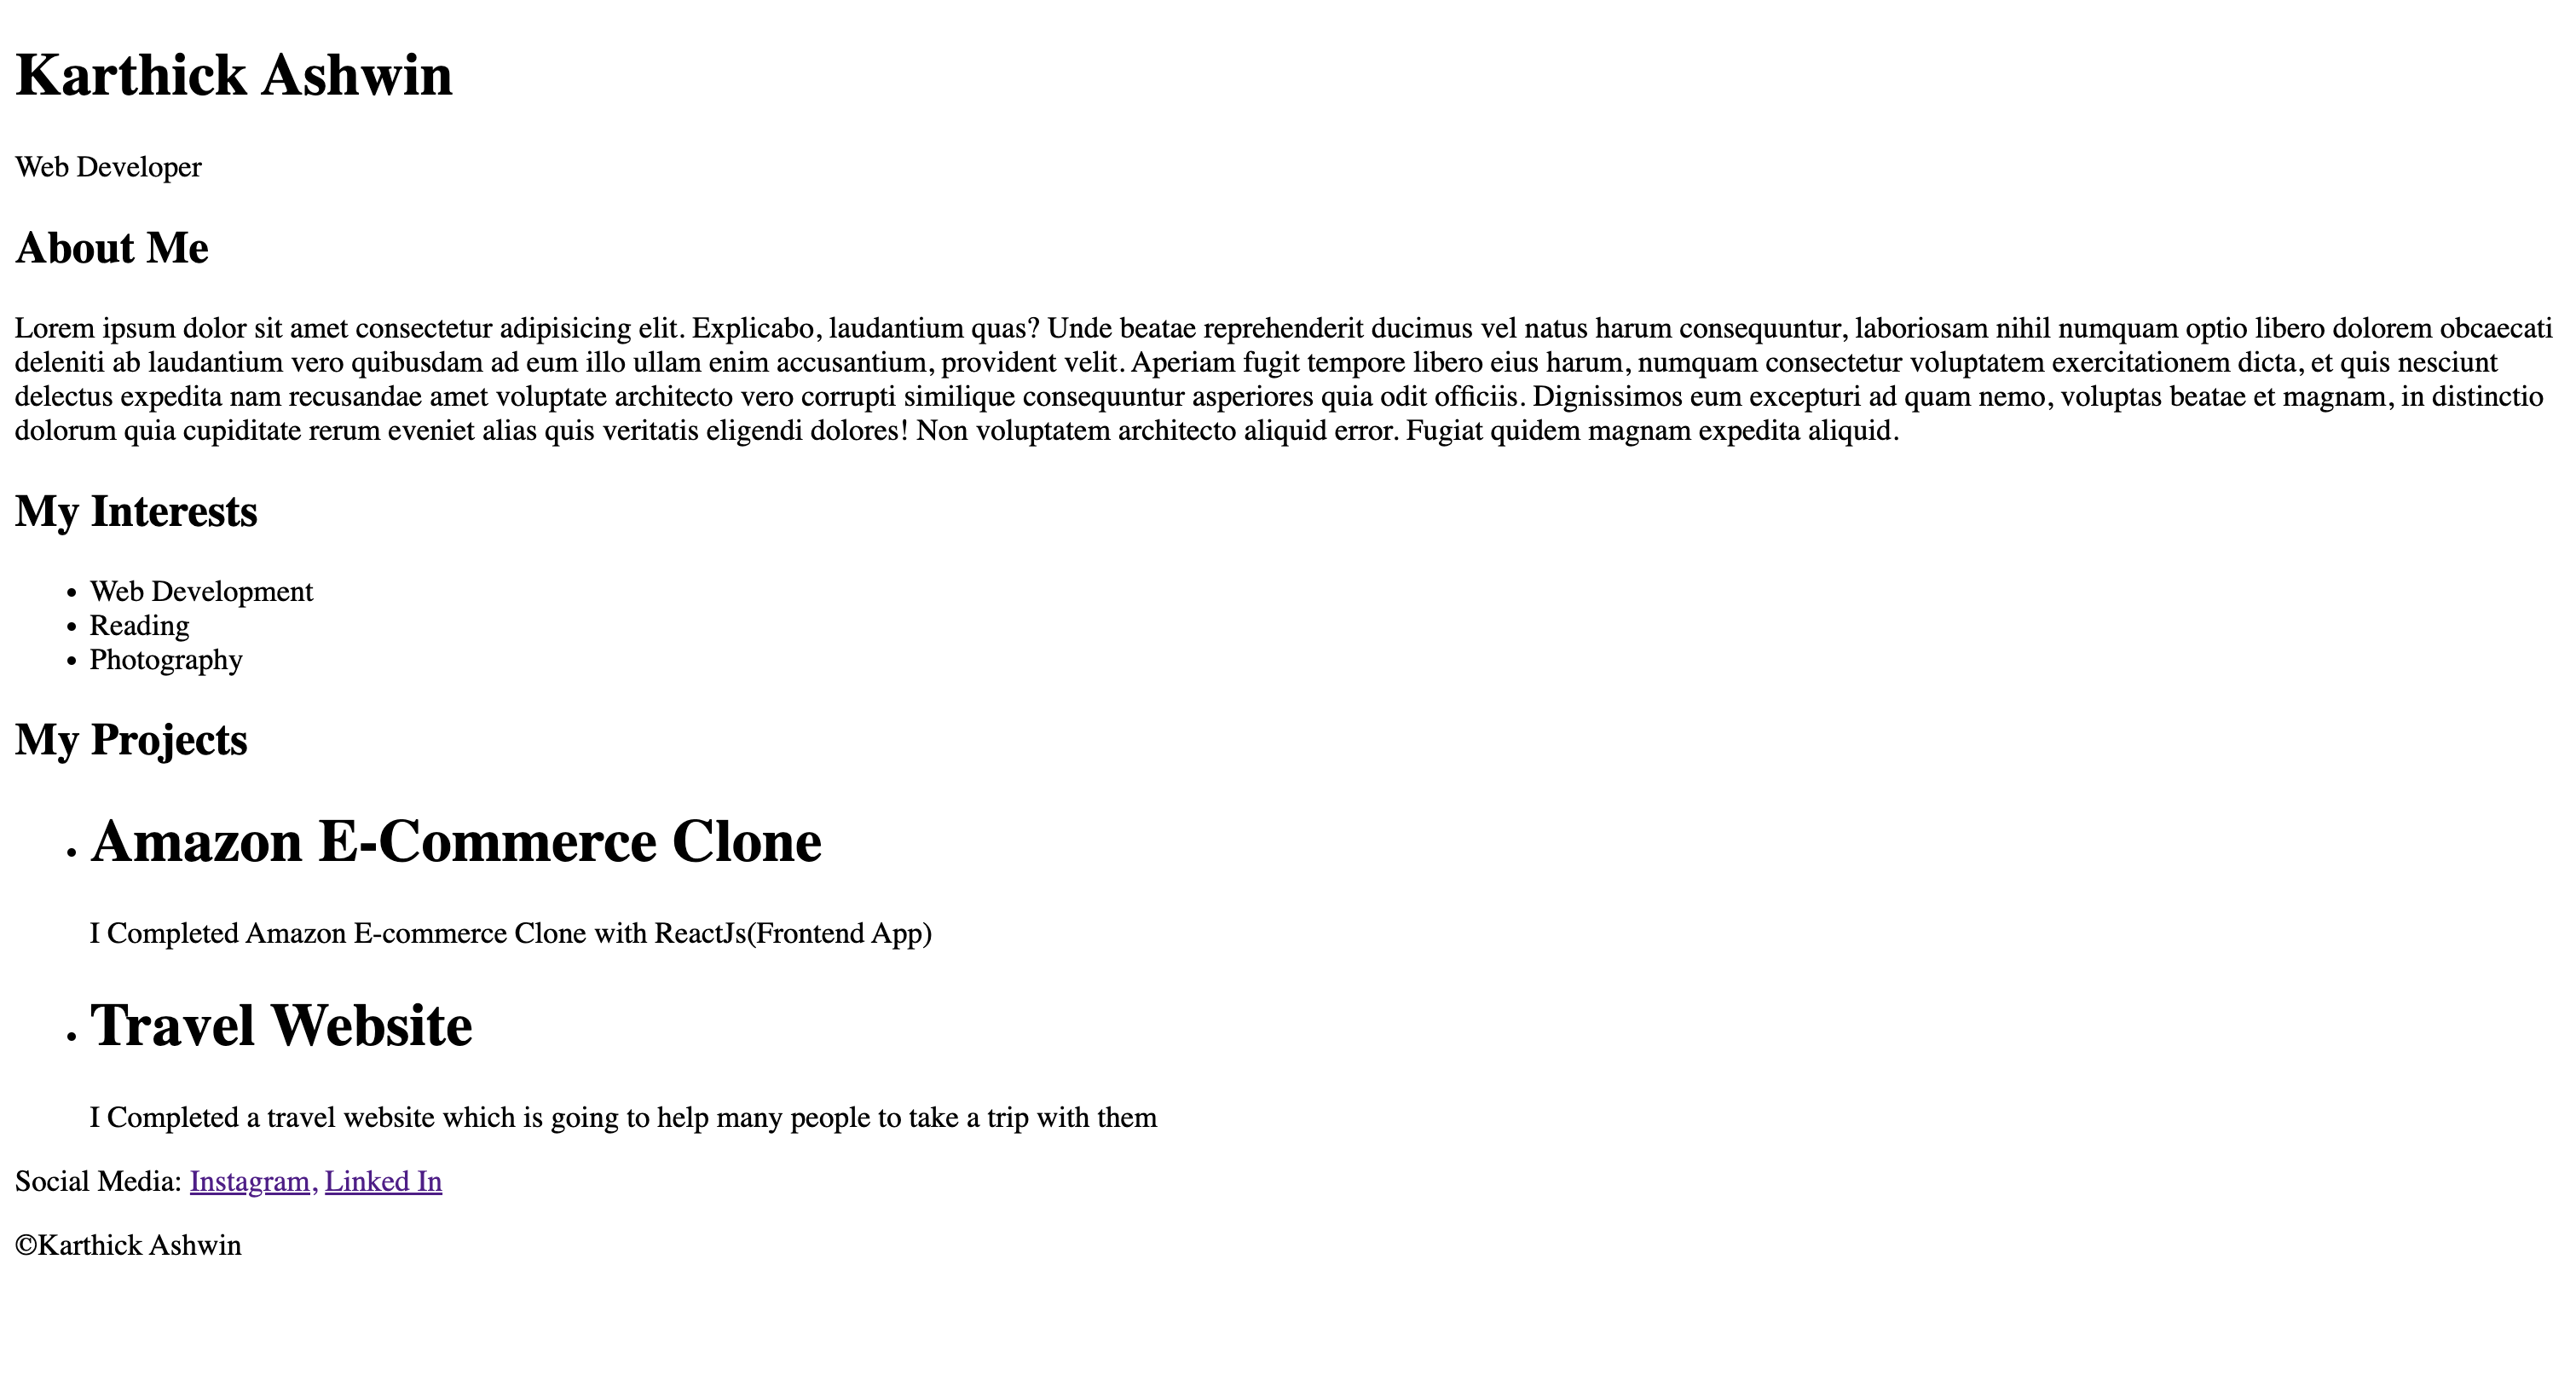 Karthick Ashwin
Web Developer
About Me
Lorem ipsum dolor sit amet consectetur adipisicing elit. Explicabo, laudantium quas? Unde beatae reprehenderit ducimus vel natus harum consequuntur, laboriosam nihil numquam optio libero dolorem obcaecati
deleniti ab laudantium vero quibusdam ad eum illo ullam enim accusantium, provident velit. Aperiam fugit tempore libero eius harum, numquam consectetur voluptatem exercitationem dicta, et quis nesciunt
delectus expedita nam recusandae amet voluptate architecto vero corrupti similique consequuntur asperiores quia odit officiis. Dignissimos eum excepturi ad quam nemo, voluptas beatae et magnam, in distinctio
dolorum quia cupiditate rerum eveniet alias quis veritatis eligendi dolores! Non voluptatem architecto aliquid error. Fugiat quidem magnam expedita aliquid.
My Interests
• Web Development
• Reading
• Photography
My Projects
• Amazon E-Commerce Clone
I Completed Amazon E-commerce Clone with ReactJs(Frontend App)
• Travel Website
I Completed a travel website which is going to help many people to take a trip with them
Social Media: Instagram, Linked In
©Karthick Ashwin